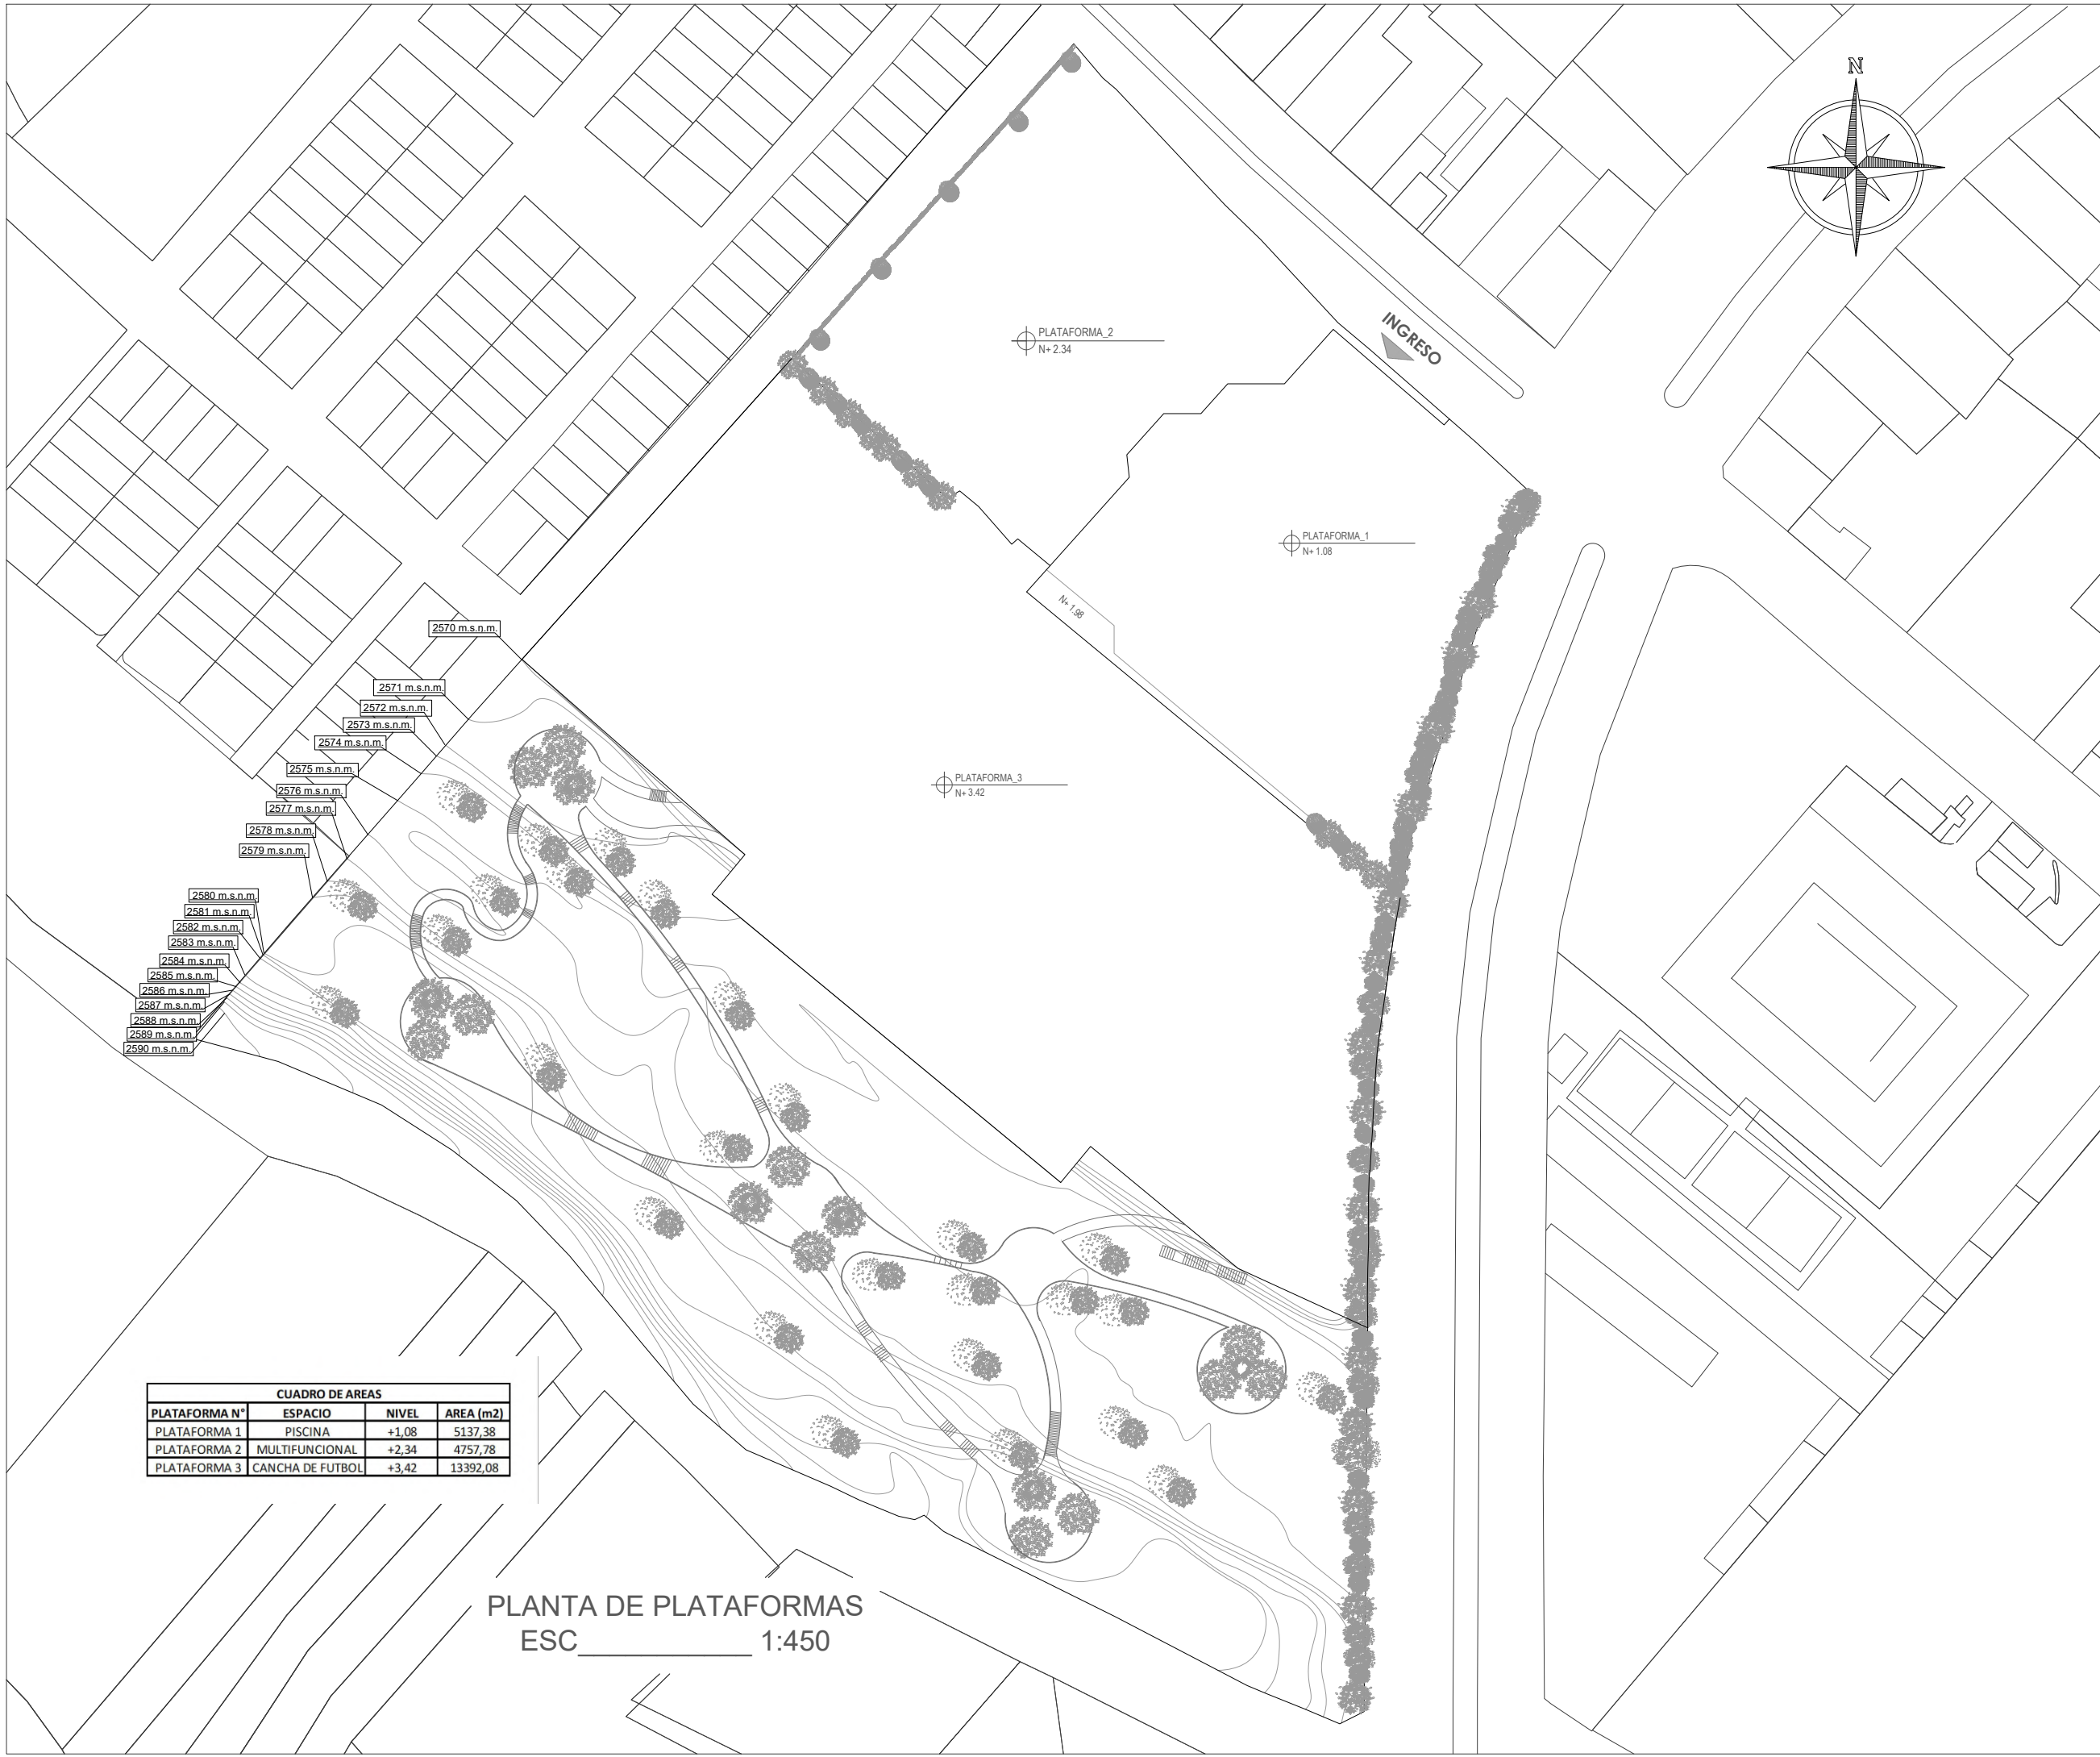 N
INGRESO
PLATAFORMA_2
N+ 2.34
PLATAFORMA_1
N+ 1.08
N+ 1.98
PLATAFORMA_3
N+ 3.42
2570 m.s.n.m.
2571 m.s.n.m.
2572 m.s.n.m.
2573 m.s.n.m.
2574 m.s.n.m.
2575 m.s.n.m.
2576 m.s.n.m.
2577 m.s.n.m.
2578 m.s.n.m.
2579 m.s.n.m.
2580 m.s.n.m.
2581 m.s.n.m.
2582 m.s.n.m.
2583 m.s.n.m.
2584 m.s.n.m.
2585 m.s.n.m.
2586 m.s.n.m.
2587 m.s.n.m.
2588 m.s.n.m.
2589 m.s.n.m.
2590 m.s.n.m.
CUADRO DE AREAS
PLATAFORMA N° ESPACIO NIVEL AREA (m2)
PLATAFORMA 1 PISCINA +1,08 5137,38
PLATAFORMA 2 MULTIFUNCIONAL +2,34 4757,78
PLATAFORMA 3 CANCHA DE FUTBOL +3,42 13392,08
PLANTA DE PLATAFORMAS
ESC___________ 1:450